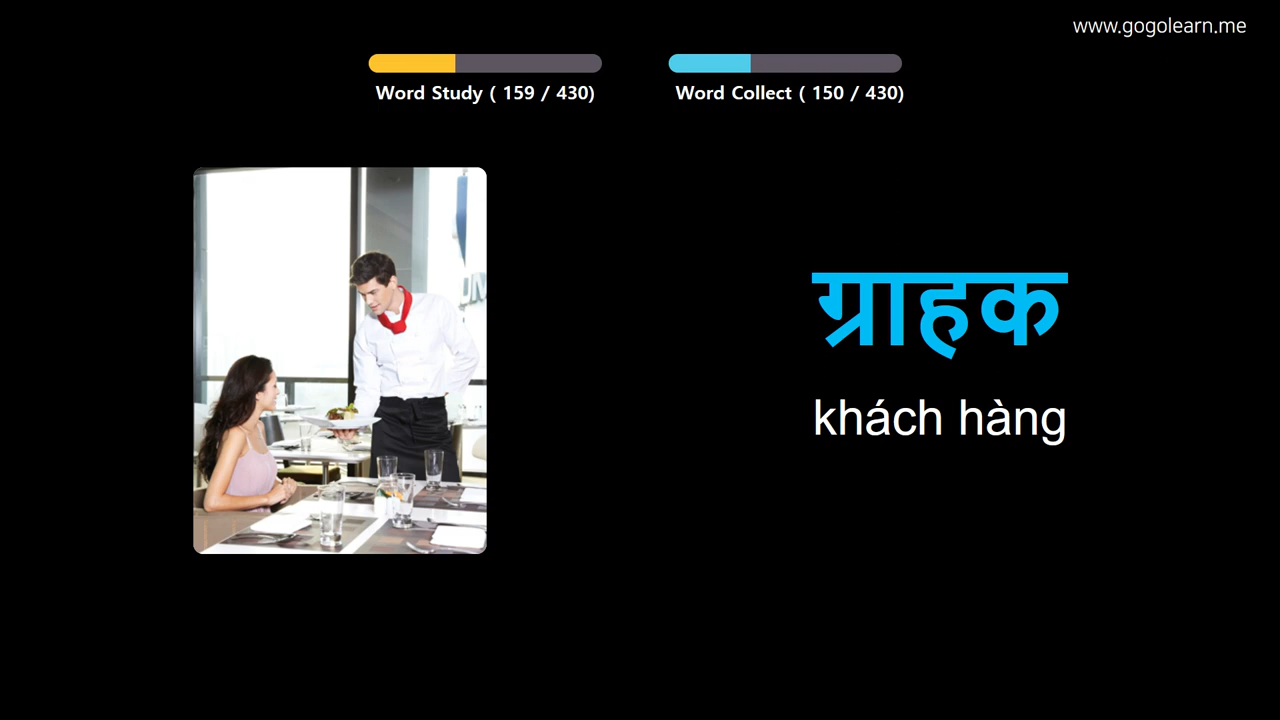 www.gogolearn.me
Word Study ( 159 / 430)
Word Collect ( 150 / 430)
ग्राहक
khách hàng